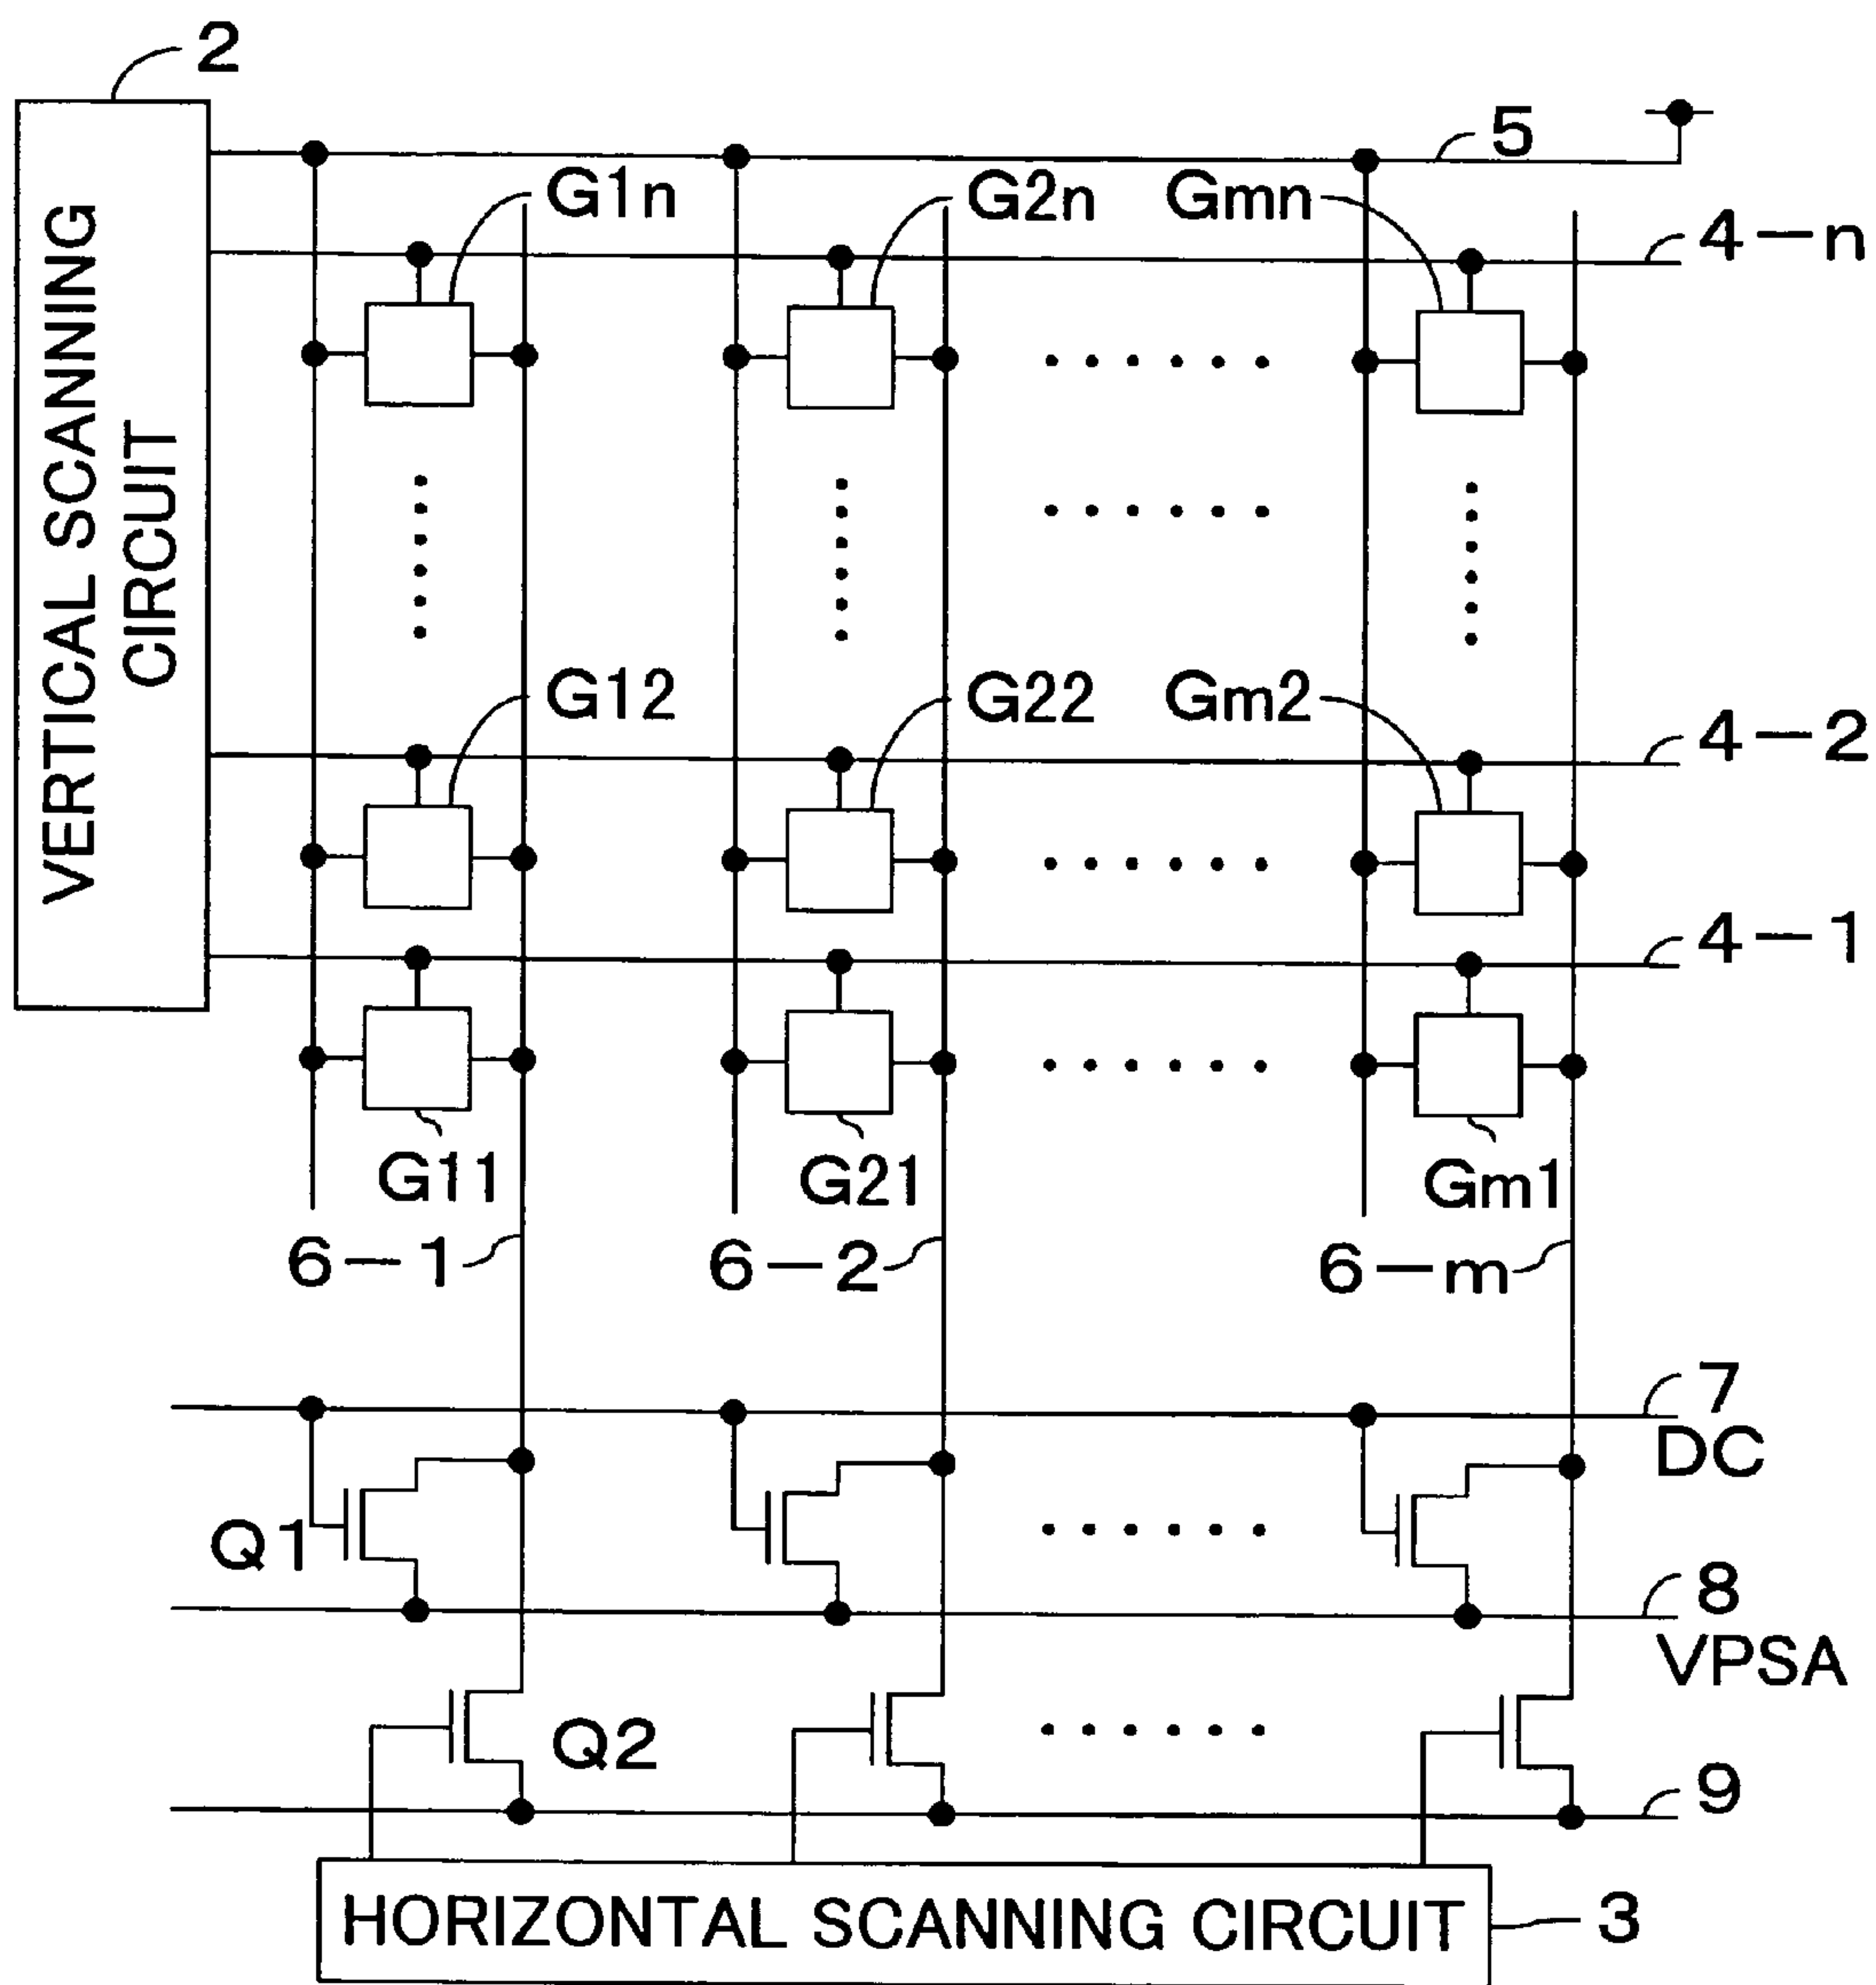 2
5
G1n G2n Gmn
4-n
VERTICAL SCANNING
CIRCUIT
G12 G22 Gm2
4-2
4-1
G11 G21 Gm1
6-1 6-2 6-m
7
DC
Q1
8
VPSA
Q2
9
HORIZONTAL SCANNING CIRCUIT
3